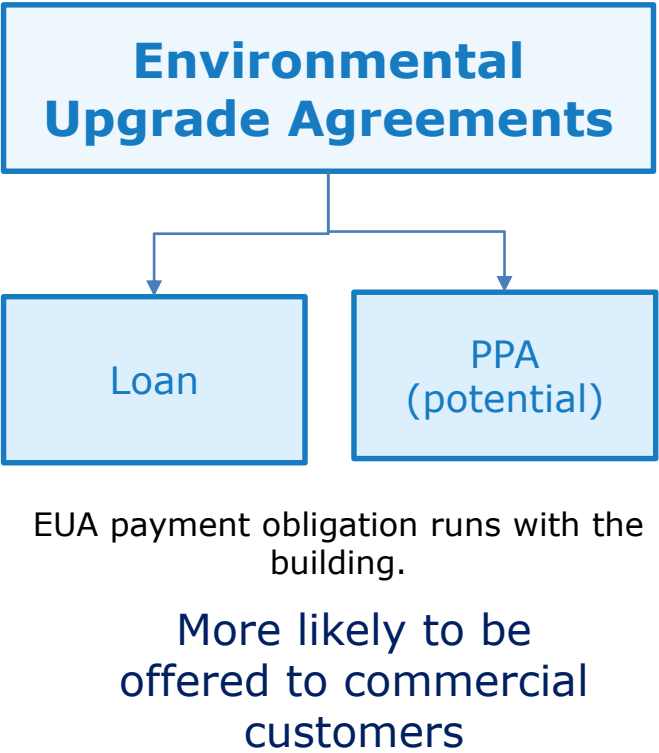 Environmental
Upgrade Agreements
Loan
PPA
(potential)
EUA payment obligation runs with the
building.
More likely to be
offered to commercial
customers